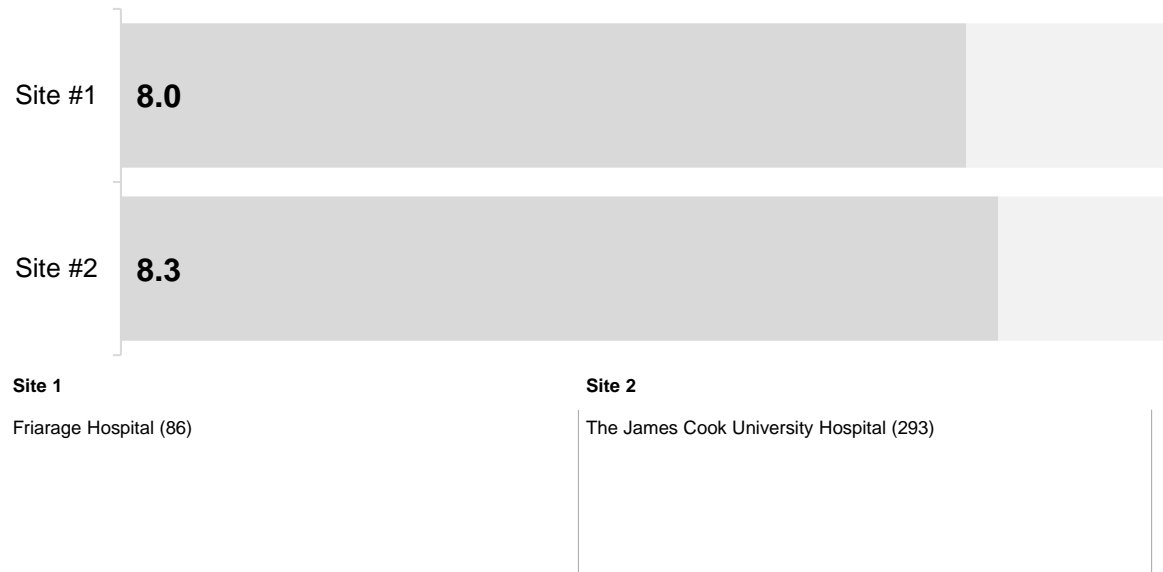 Site #1
8.0
Site #2
8.3
Site 1
Friarage Hospital (86)
Site 2
The James Cook University Hospital (293)